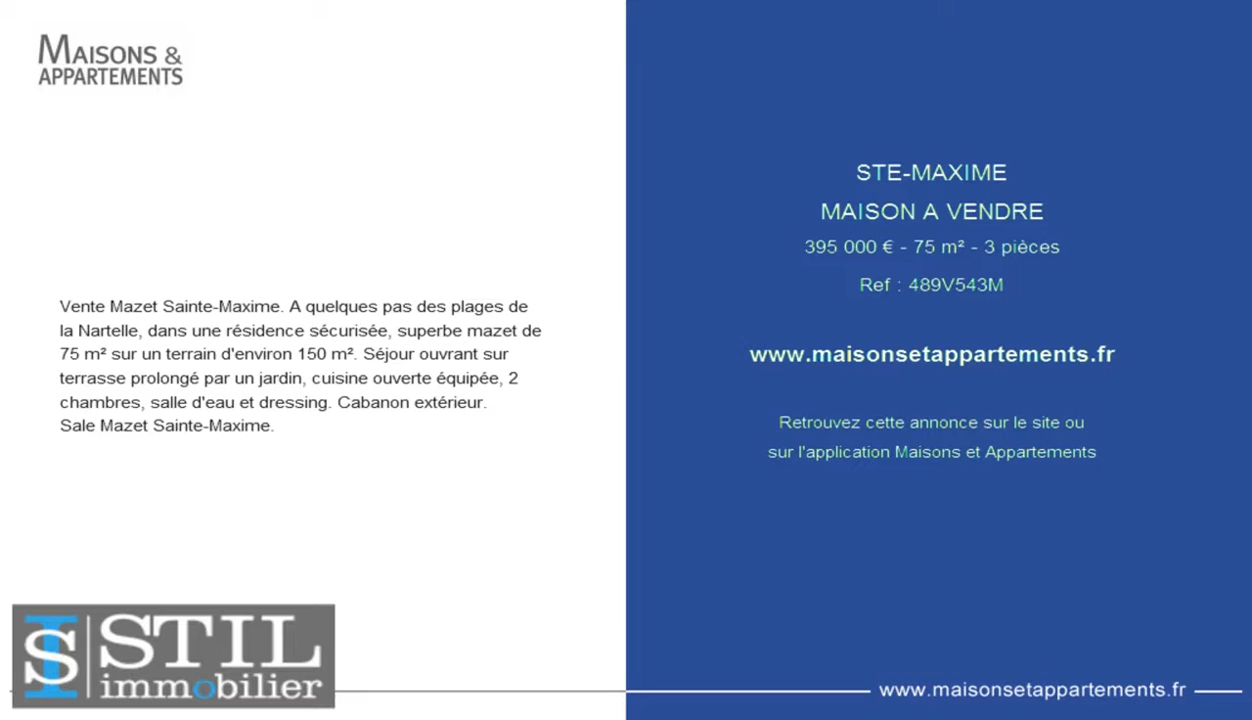 MAISONS &
APPARTEMENTS
Vente Mazet Sainte-Maxime. A quelques pas des plages de
la Nartelle, dans une résidence sécurisée, superbe mazet de
75 m² sur un terrain d'environ 150 m². Séjour ouvrant sur
terrasse prolongé par un jardin, cuisine ouverte équipée, 2
chambres, salle d'eau et dressing. Cabanon extérieur.
Sale Mazet Sainte-Maxime.
IS STIL
immobilier
STE-MAXIME
MAISON A VENDRE
395 000 € - 75 m² - 3 pièces
Ref : 489V543M
www.maisonsetappartements.fr
Retrouvez cette annonce sur le site ou
sur l'application Maisons et Appartements
www.maisonsetappartements.fr